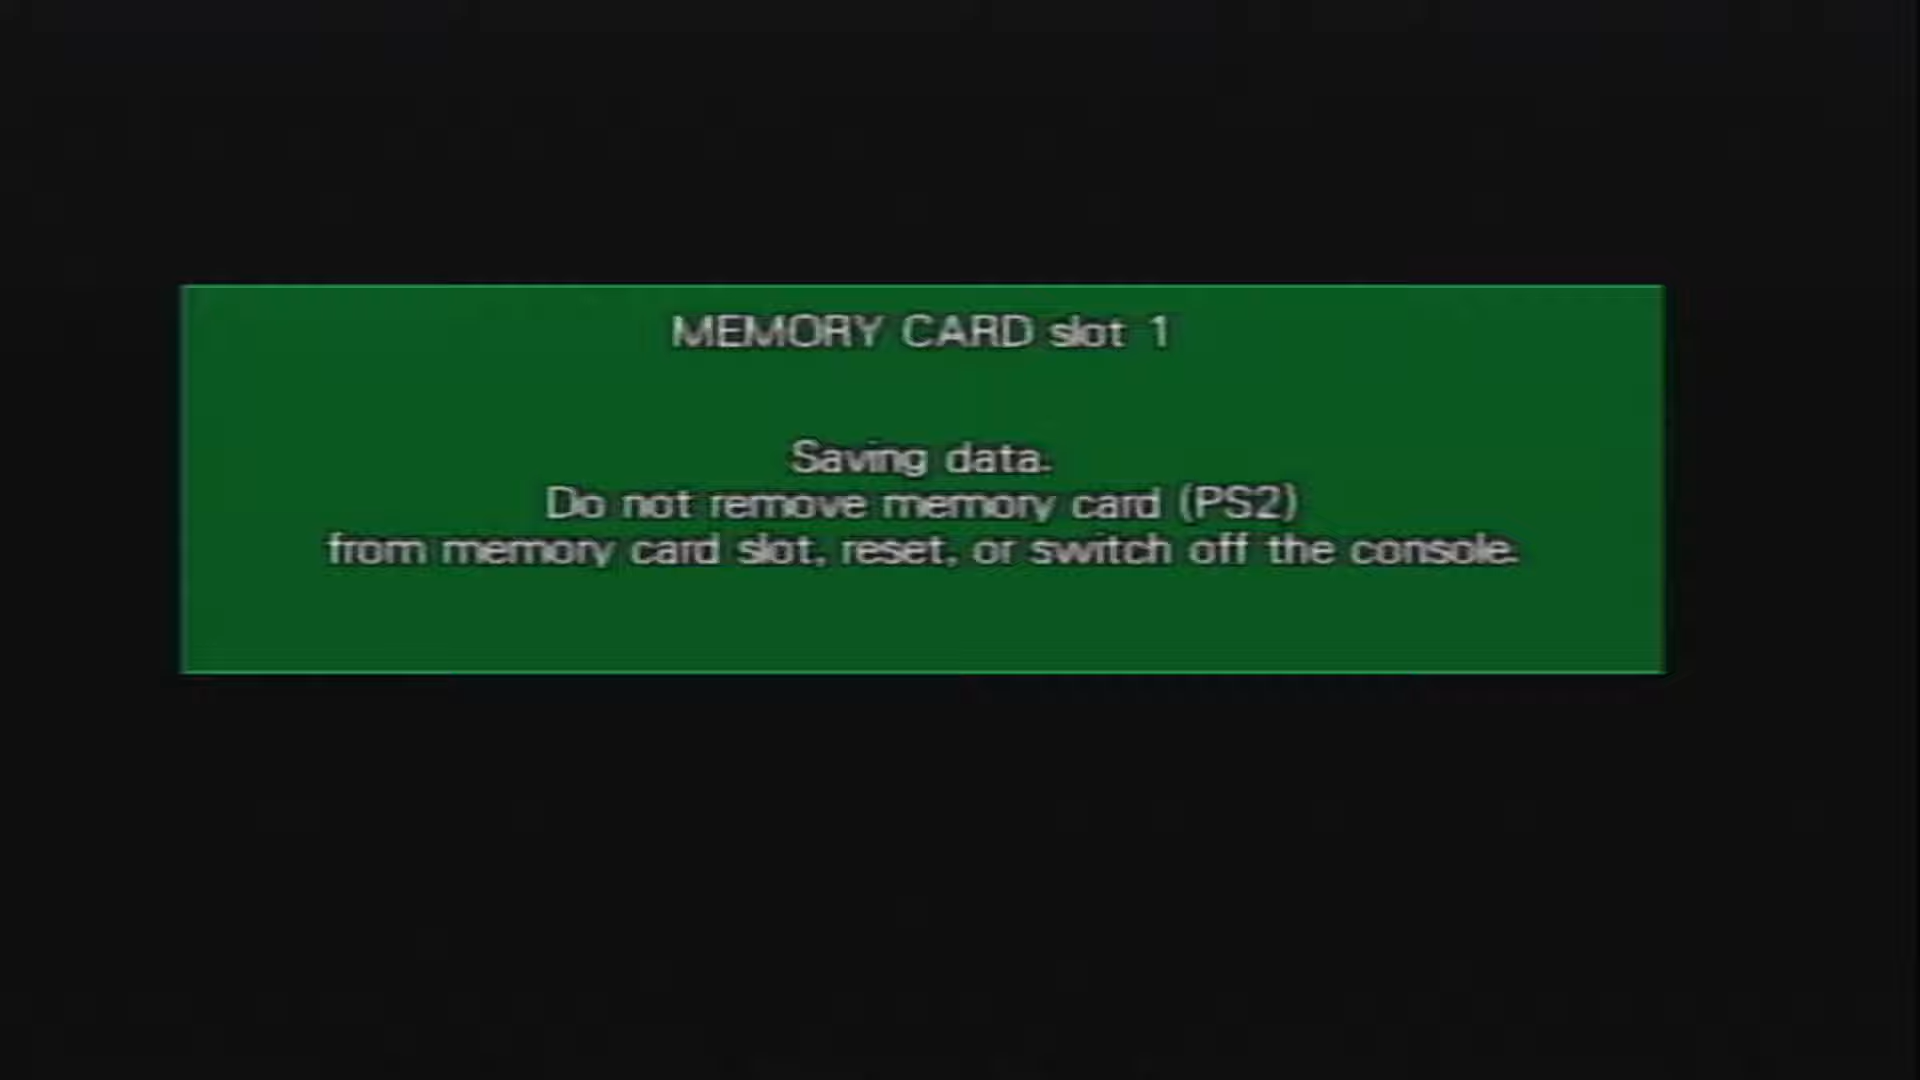 MEMORY CARD slot 1
Saving data.
Do not remove memory card (PS2)
from memory card slot, reset, or switch off the console.